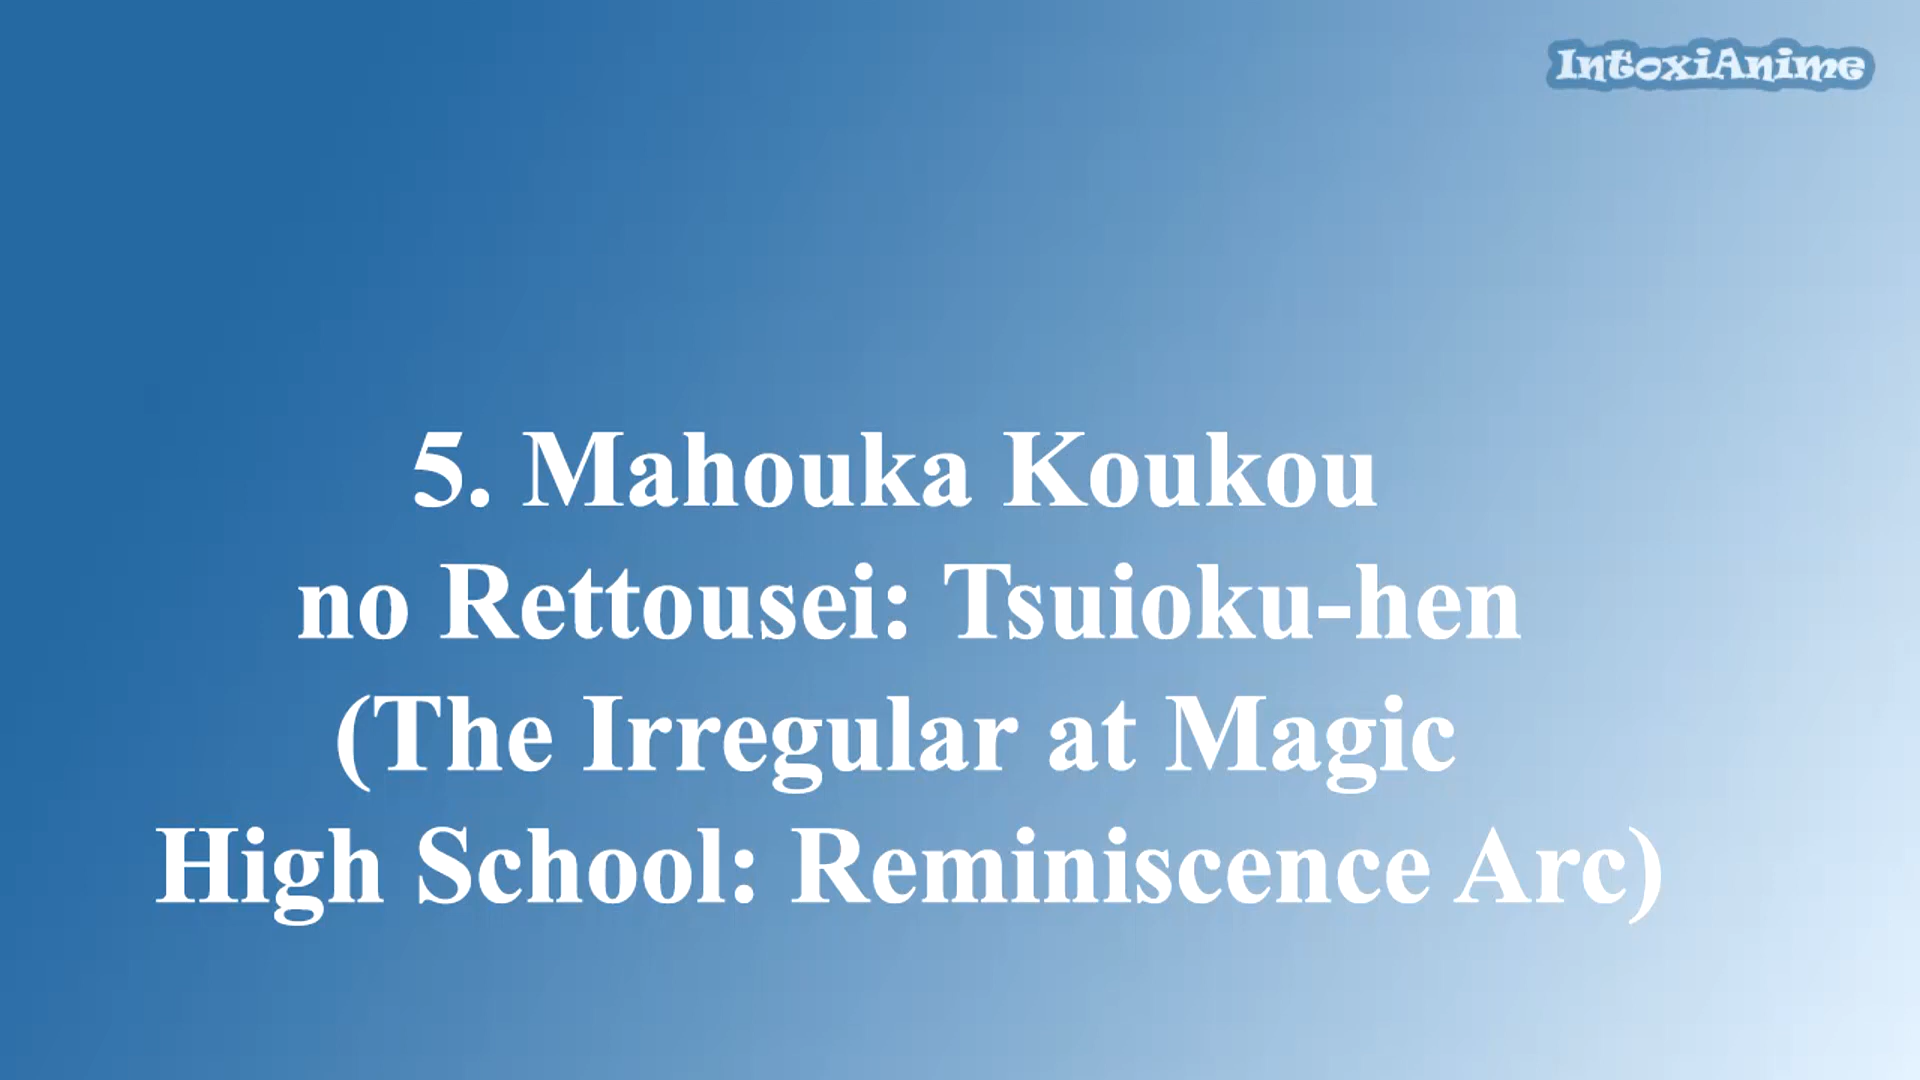 IntoxiAnime
5. Mahouka Koukou
no Rettousei: Tsuioku-hen
(The Irregular at Magic
High School: Reminiscence Arc)